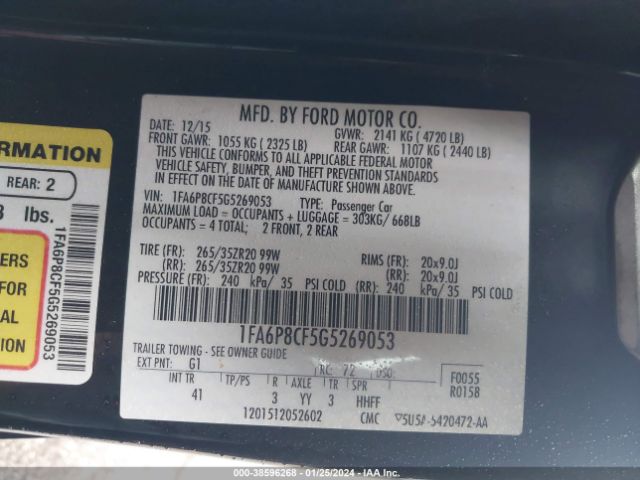 MFD. BY FORD MOTOR CO.
DATE: 12/15 GVWR: 2141 KG ( 4720 LB)
FRONT GAWR: 1055 KG ( 2325 LB) REAR GAWR: 1107 KG ( 2440 LB)
THIS VEHICLE CONFORMS TO ALL APPLICABLE FEDERAL MOTOR
VEHICLE SAFETY, BUMPER, AND THEFT PREVENTION STANDARDS
IN EFFECT ON THE DATE OF MANUFACTURE SHOWN ABOVE.
VIN: 1FA6P8CF5G5269053 TYPE: Passenger Car
MAXIMUM LOAD = OCCUPANTS + LUGGAGE = 303KG/ 668LB
OCCUPANTS = 4 TOTAL; 2 FRONT, 2 REAR
TIRE (FR): 265/35ZR20 99W RIMS (FR): 20x9.0J
(RR): 265/35ZR20 99W (RR): 20x9.0J
PRESSURE (FR): 240 kPa/ 35 PSI COLD (RR): 240 kPa/ 35 PSI COLD
1FA6P8CF5G5269053
TRAILER TOWING - SEE OWNER GUIDE
EXT PNT: G1 RC: 72 F0055
INT TR TP/PS R AXLE TR SPR R0158
41 3 YY 3 HHFF
1201512052602 CMC 5U5A-5420472-AA
ORMATION
REAR: 2
lbs.
ERS
FOR
AL
ON
1FA6P8CF5G5269053
OWNER: 38596268 - 01/25/2024 - IAA, Inc.